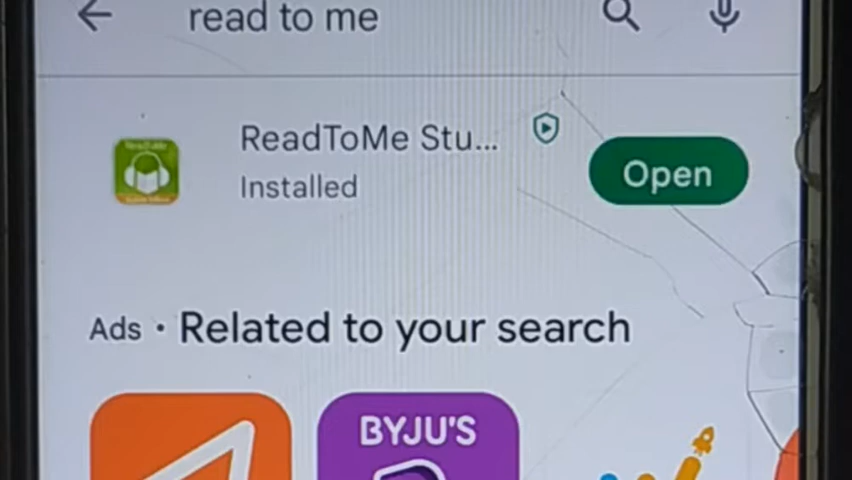 read to me
ReadToMe Stu...
Installed
Open
Ads • Related to your search
BYJU'S